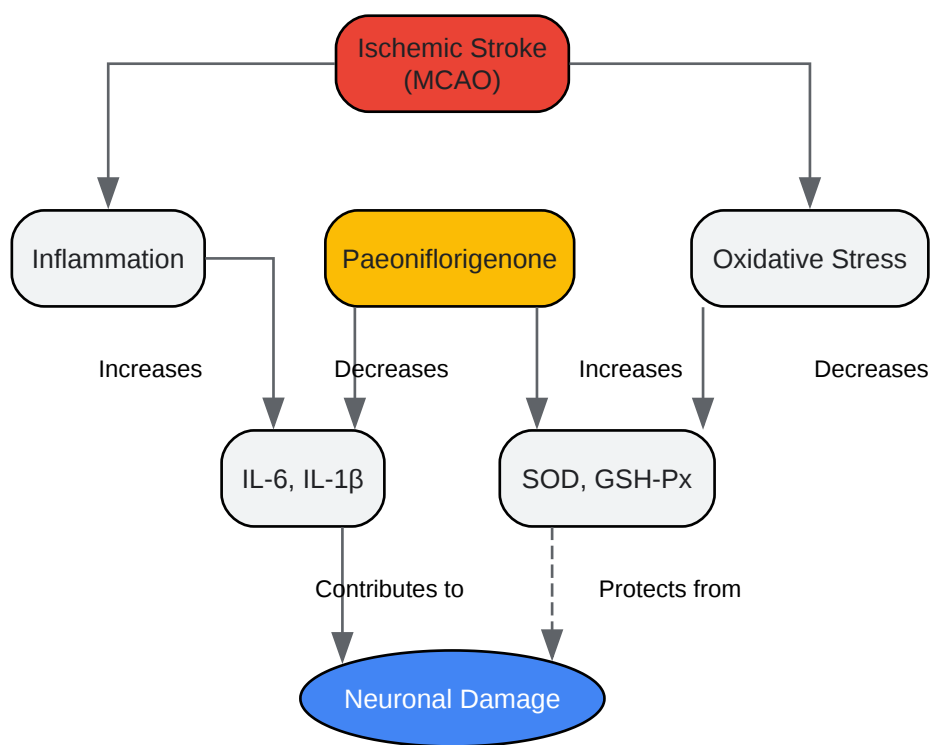 Ischemic Stroke
(MCAO)
Inflammation
Paeoniflorigenone
Oxidative Stress
Increases
Decreases
Increases
Decreases
IL-6, IL-1β
SOD, GSH-Px
Contributes to
Protects from
Neuronal Damage